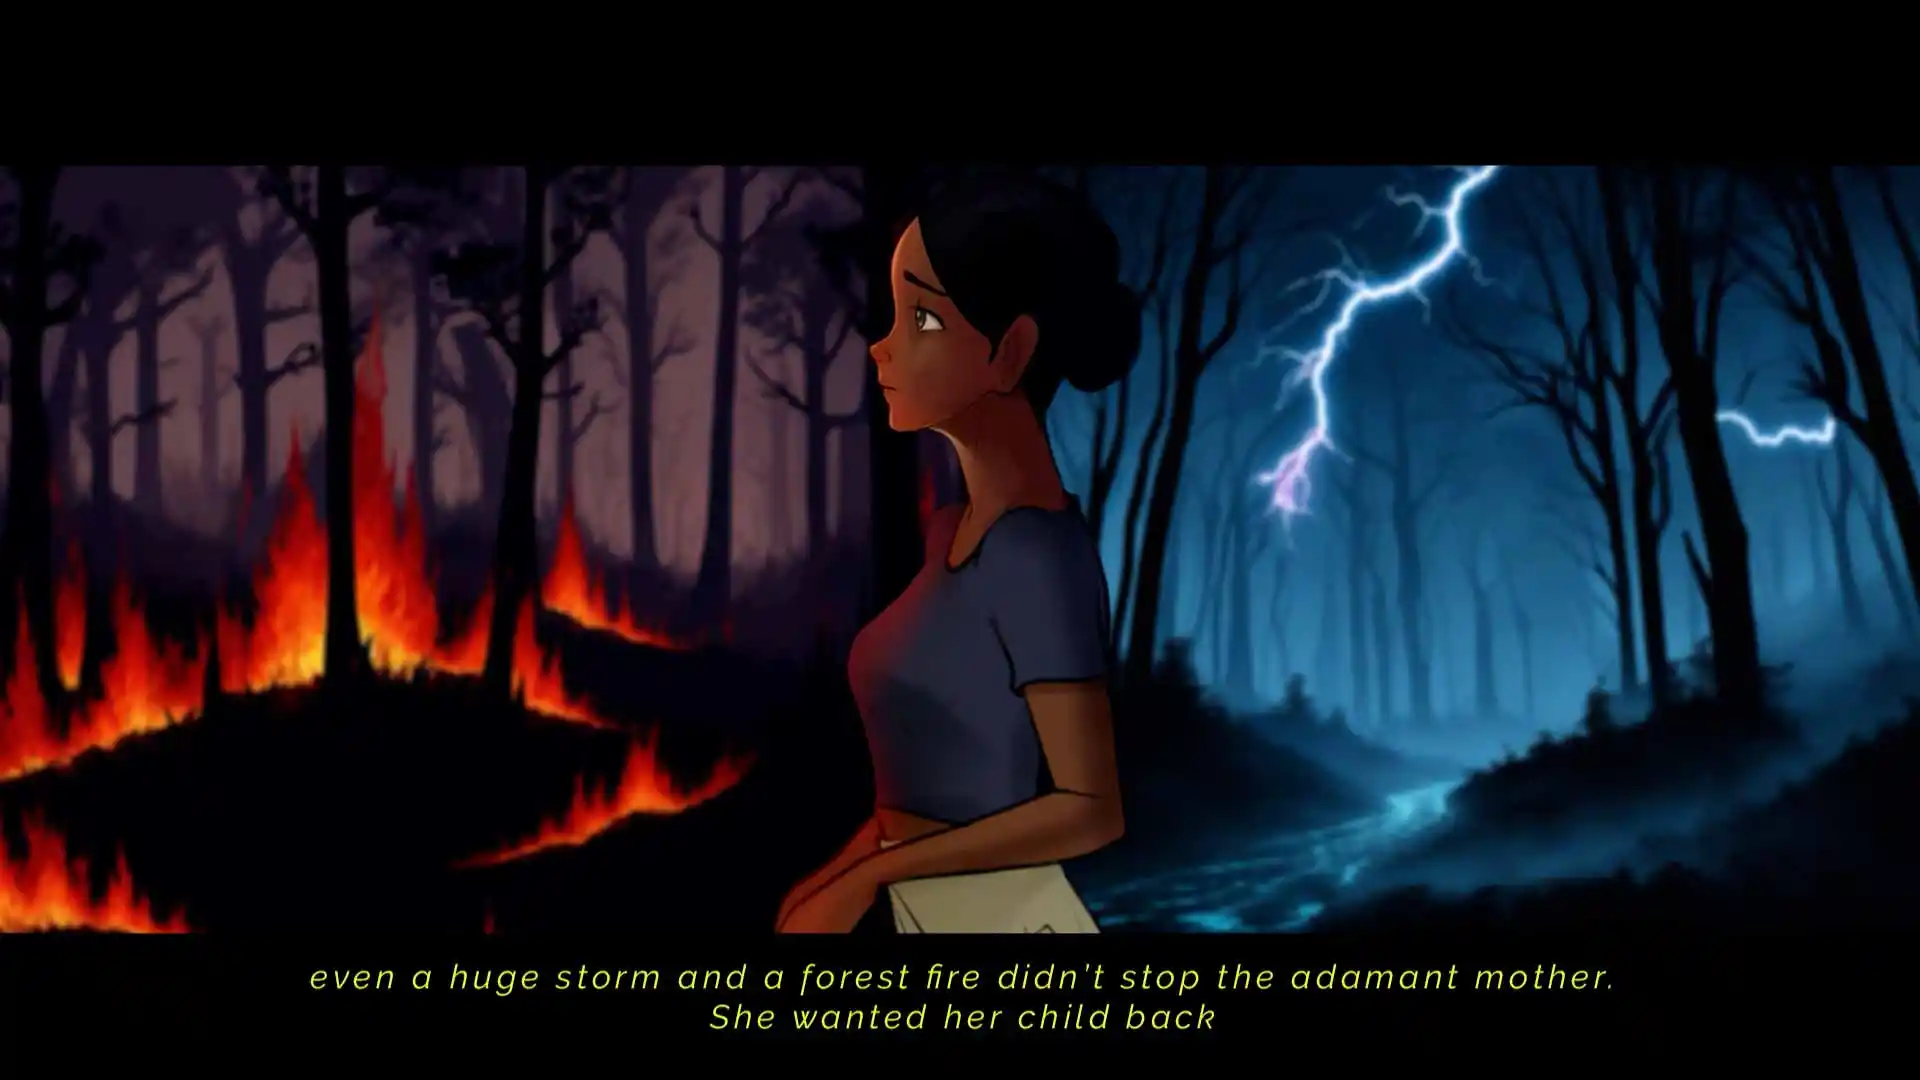 even a huge storm and a forest fire didn't stop the adamant mother.
She wanted her child back